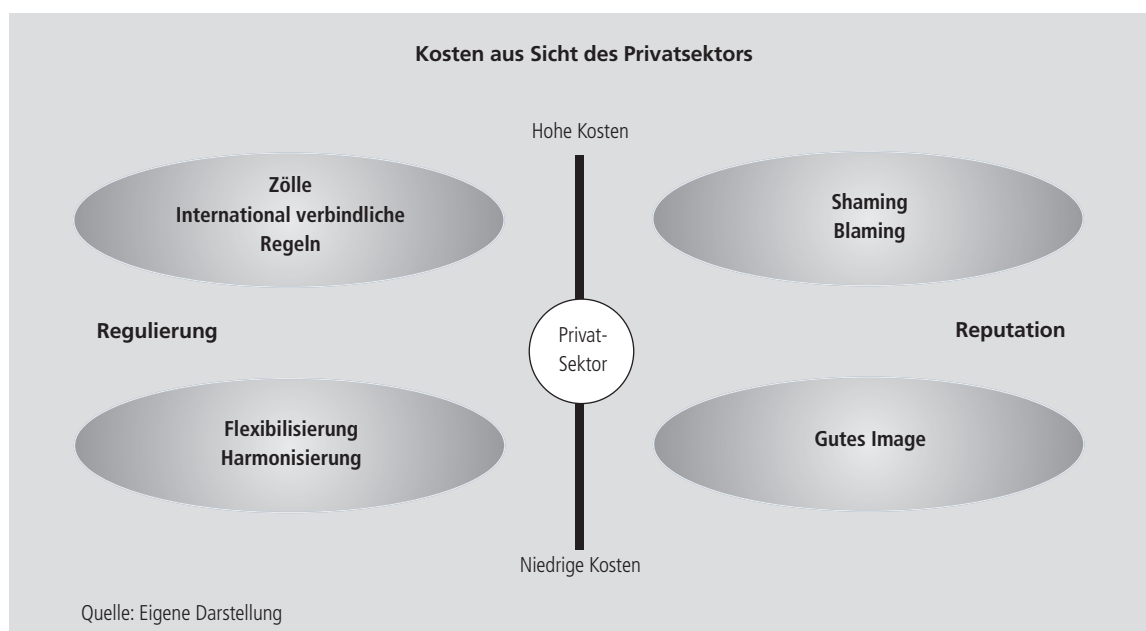 Kosten aus Sicht des Privatsektors
Hohe Kosten
Zölle
International verbindliche
Regeln
Shaming
Blaming
Regulierung
Privat-
Sektor
Reputation
Flexibilisierung
Harmonisierung
Gutes Image
Niedrige Kosten
Quelle: Eigene Darstellung